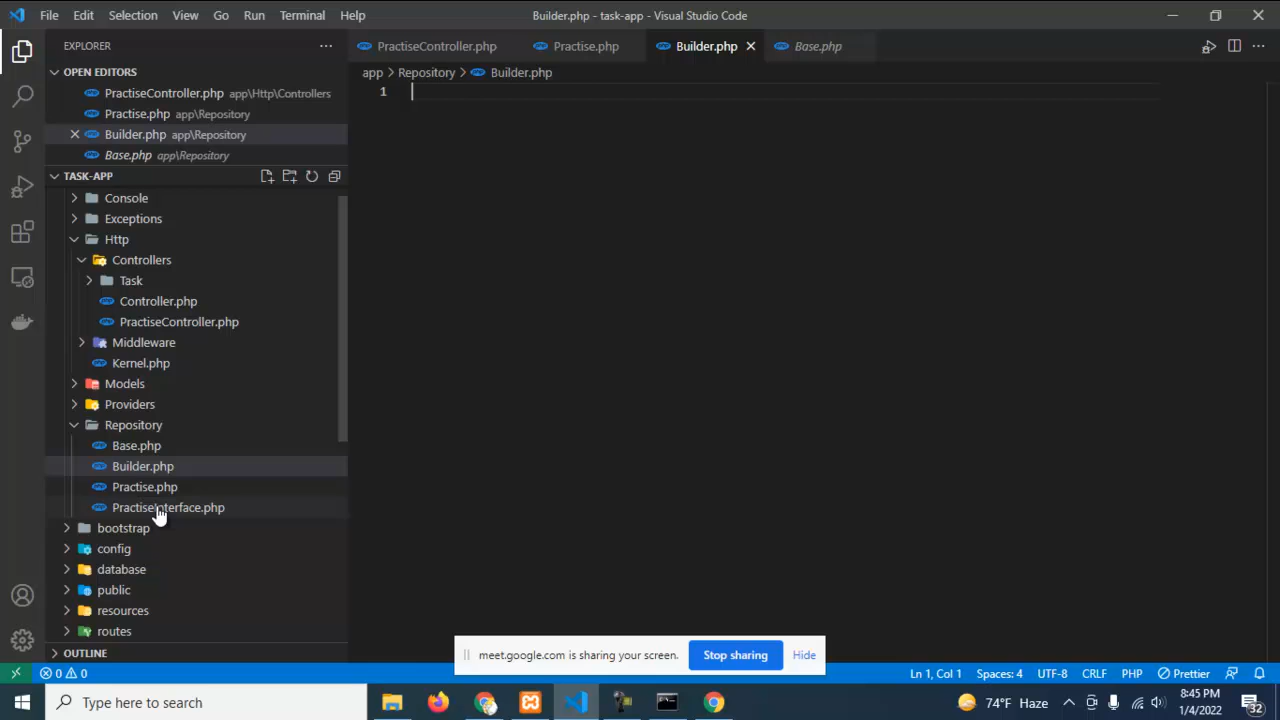 File Edit Selection View Go Run Terminal Help
Builder.php - task-app - Visual Studio Code
EXPLORER
OPEN EDITORS
PractiseController.php app\Http\Controllers
Practise.php app\Repository
Builder.php app\Repository
Base.php app\Repository
TASK-APP
Console
Exceptions
Http
Controllers
Task
Controller.php
PractiseController.php
Middleware
Kernel.php
Models
Providers
Repository
Base.php
Builder.php
Practise.php
PractiseInterface.php
bootstrap
config
database
public
resources
routes
OUTLINE
PractiseController.php Practise.php Builder.php Base.php
app > Repository > Builder.php
1
meet.google.com is sharing your screen. Stop sharing Hide
0 0
Ln 1, Col 1 Spaces: 4 UTF-8 CRLF PHP Prettier
Type here to search
74°F Haze
8:45 PM
1/4/2022
32